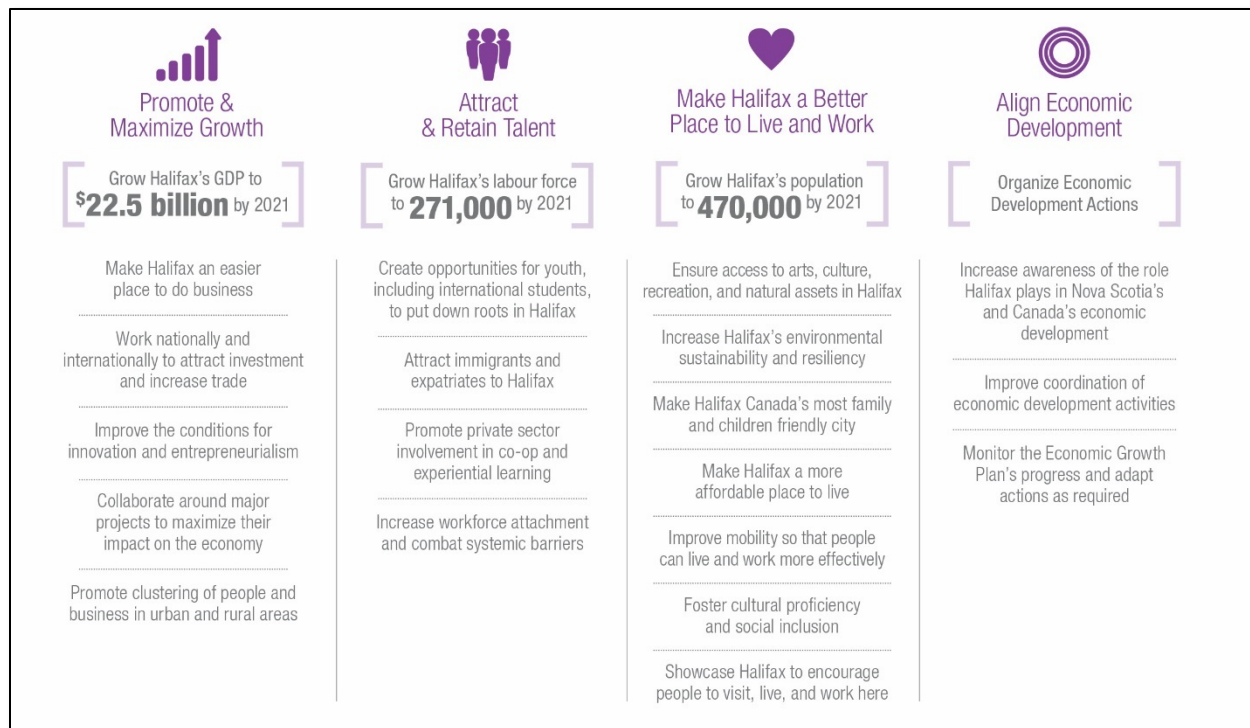 Promote &
Maximize Growth
Grow Halifax's GDP to
$22.5 billion by 2021
Make Halifax an easier
place to do business
Work nationally and
internationally to attract investment
and increase trade
Improve the conditions for
innovation and entrepreneurialism
Collaborate around major
projects to maximize their
impact on the economy
Promote clustering of people and
business in urban and rural areas
Attract
& Retain Talent
Grow Halifax's labour force
to 271,000 by 2021
Create opportunities for youth,
including international students,
to put down roots in Halifax
Attract immigrants and
expatriates to Halifax
Promote private sector
involvement in co-op and
experiential learning
Increase workforce attachment
and combat systemic barriers
Make Halifax a Better
Place to Live and Work
Grow Halifax's population
to 470,000 by 2021
Ensure access to arts, culture,
recreation, and natural assets in Halifax
Increase Halifax's environmental
sustainability and resiliency
Make Halifax Canada's most family
and children friendly city
Make Halifax a more
affordable place to live
Improve mobility so that people
can live and work more effectively
Foster cultural proficiency
and social inclusion
Showcase Halifax to encourage
people to visit, live, and work here
Align Economic
Development
Organize Economic
Development Actions
Increase awareness of the role
Halifax plays in Nova Scotia's
and Canada's economic
development
Improve coordination of
economic development activities
Monitor the Economic Growth
Plan's progress and adapt
actions as required